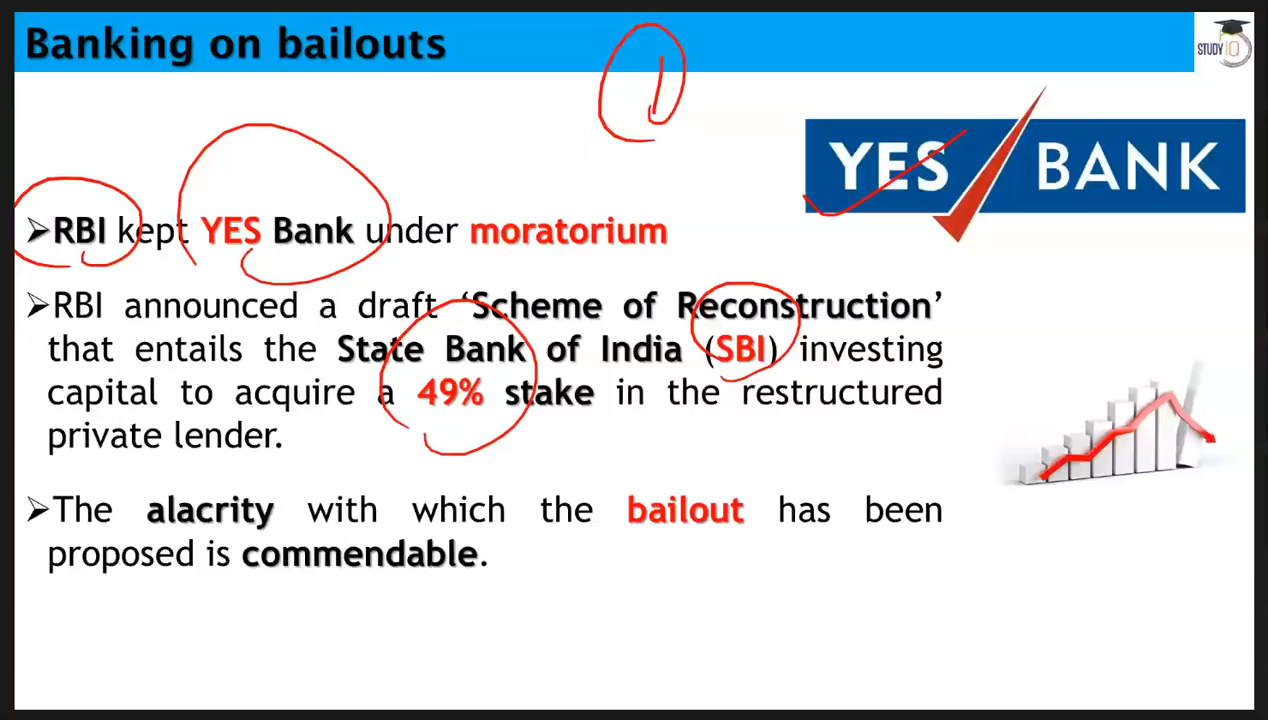 Banking on bailouts
STUDY IQ
YES BANK
➢RBI kept YES Bank under moratorium
➢RBI announced a draft ‘Scheme of Reconstruction’
that entails the State Bank of India (SBI) investing
capital to acquire a 49% stake in the restructured
private lender.
➢The alacrity with which the bailout has been
proposed is commendable.